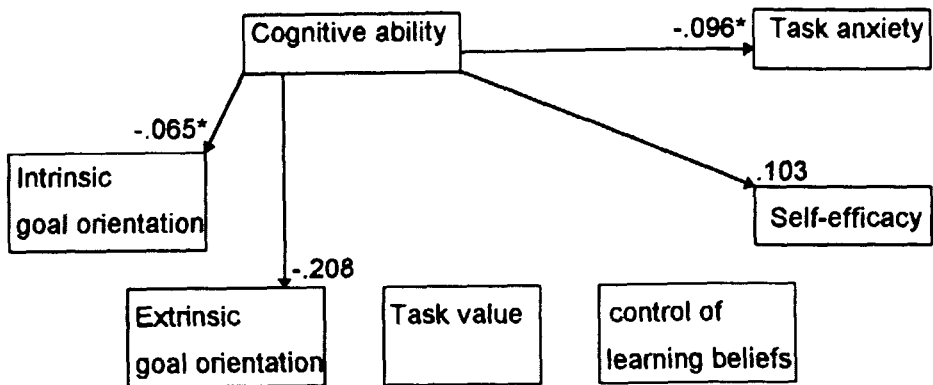 Cognitive ability
-.096*
Task anxiety
-.065*
Intrinsic
goal orientation
.103
Self-efficacy
-.208
Extrinsic
goal orientation
Task value
control of
learning beliefs